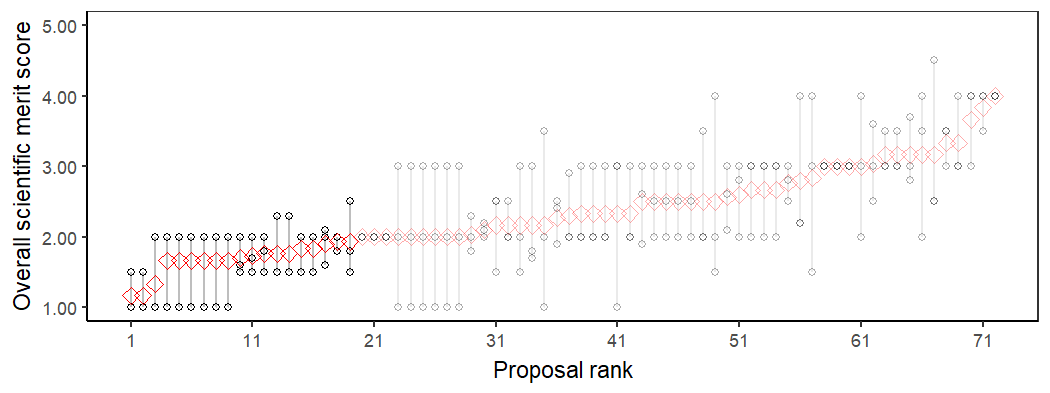 Overall scientific merit score
5.00
4.00
3.00
2.00
1.00
1 11 21 31 41 51 61 71
Proposal rank